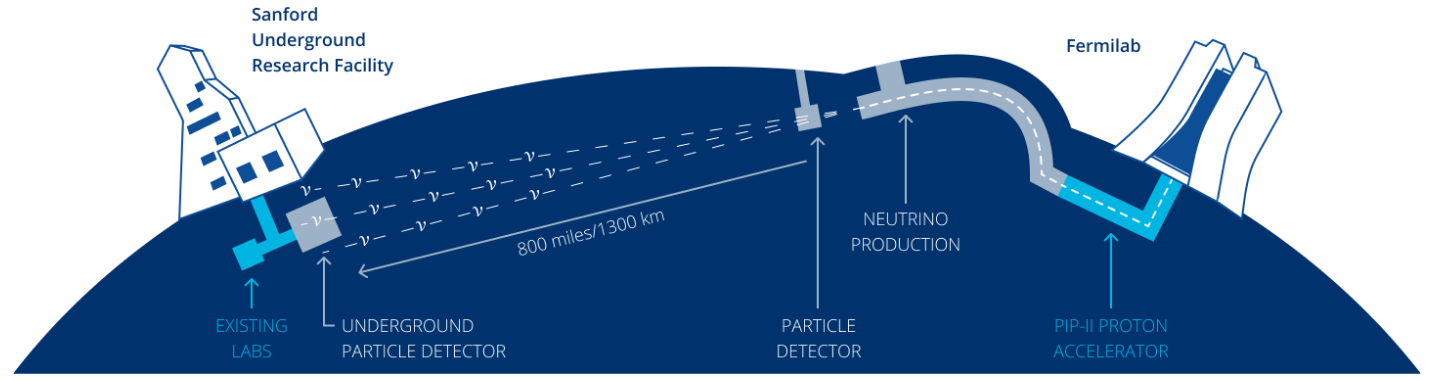 Sanford
Underground
Research Facility
Fermilab
ν ν ν ν ν
ν ν ν ν
ν ν ν ν
800 miles/1300 km
NEUTRINO
PRODUCTION
EXISTING
LABS
UNDERGROUND
PARTICLE DETECTOR
PARTICLE
DETECTOR
PIP-II PROTON
ACCELERATOR